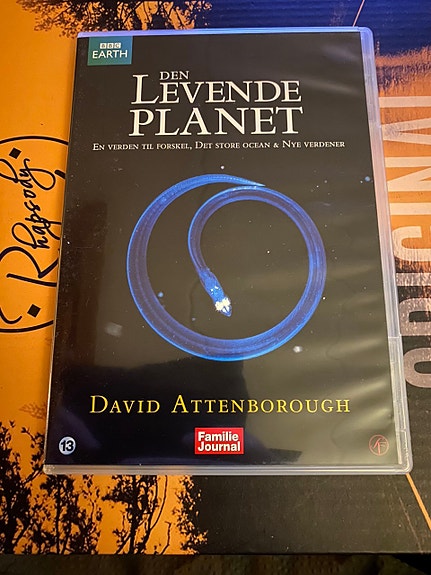 BBC
EARTH
DEN
LEVENDE
PLANET
EN VERDEN TIL FORSKEL, DET STORE OCEAN & NYE VERDENER
DAVID ATTENBOROUGH
Familie
Journal
13
Rhapsody